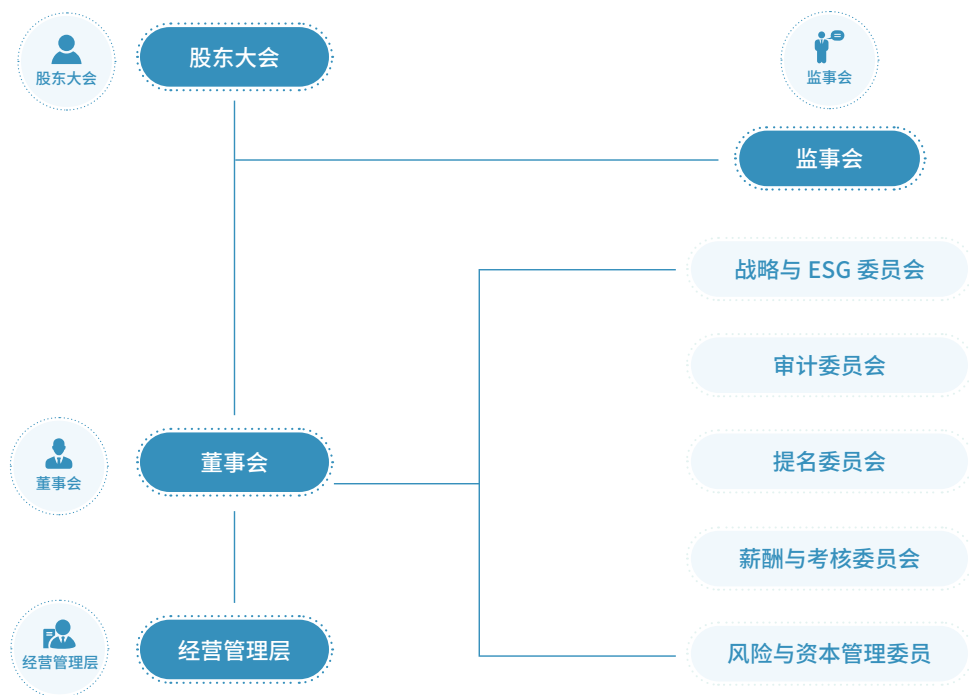 股东大会
股东大会
监事会
监事会
战略与 ESG 委员会
审计委员会
董事会
董事会
提名委员会
薪酬与考核委员会
经营管理层
经营管理层
风险与资本管理委员